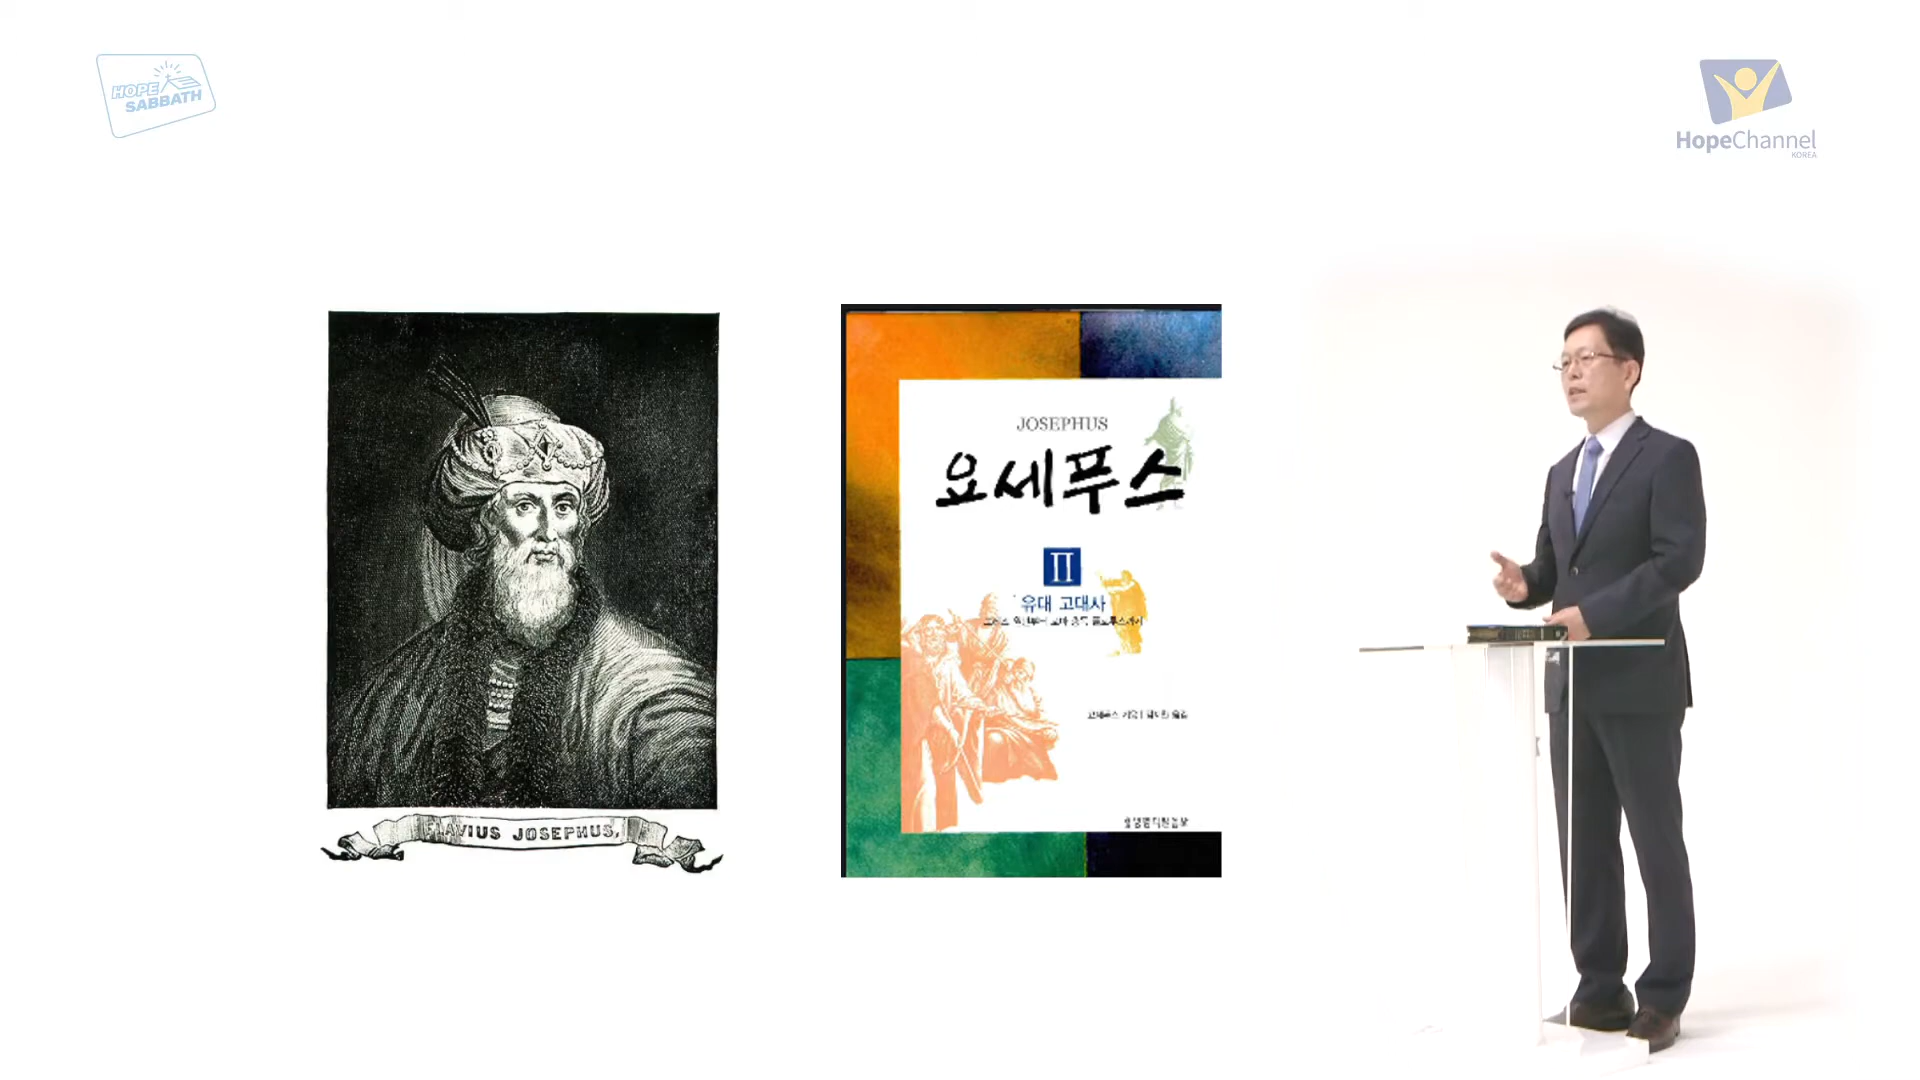 HOPE
SABBATH
HopeChannel
KOREA
FLAVIUS JOSEPHUS,
JOSEPHUS
요세푸스
II
유대 고대사